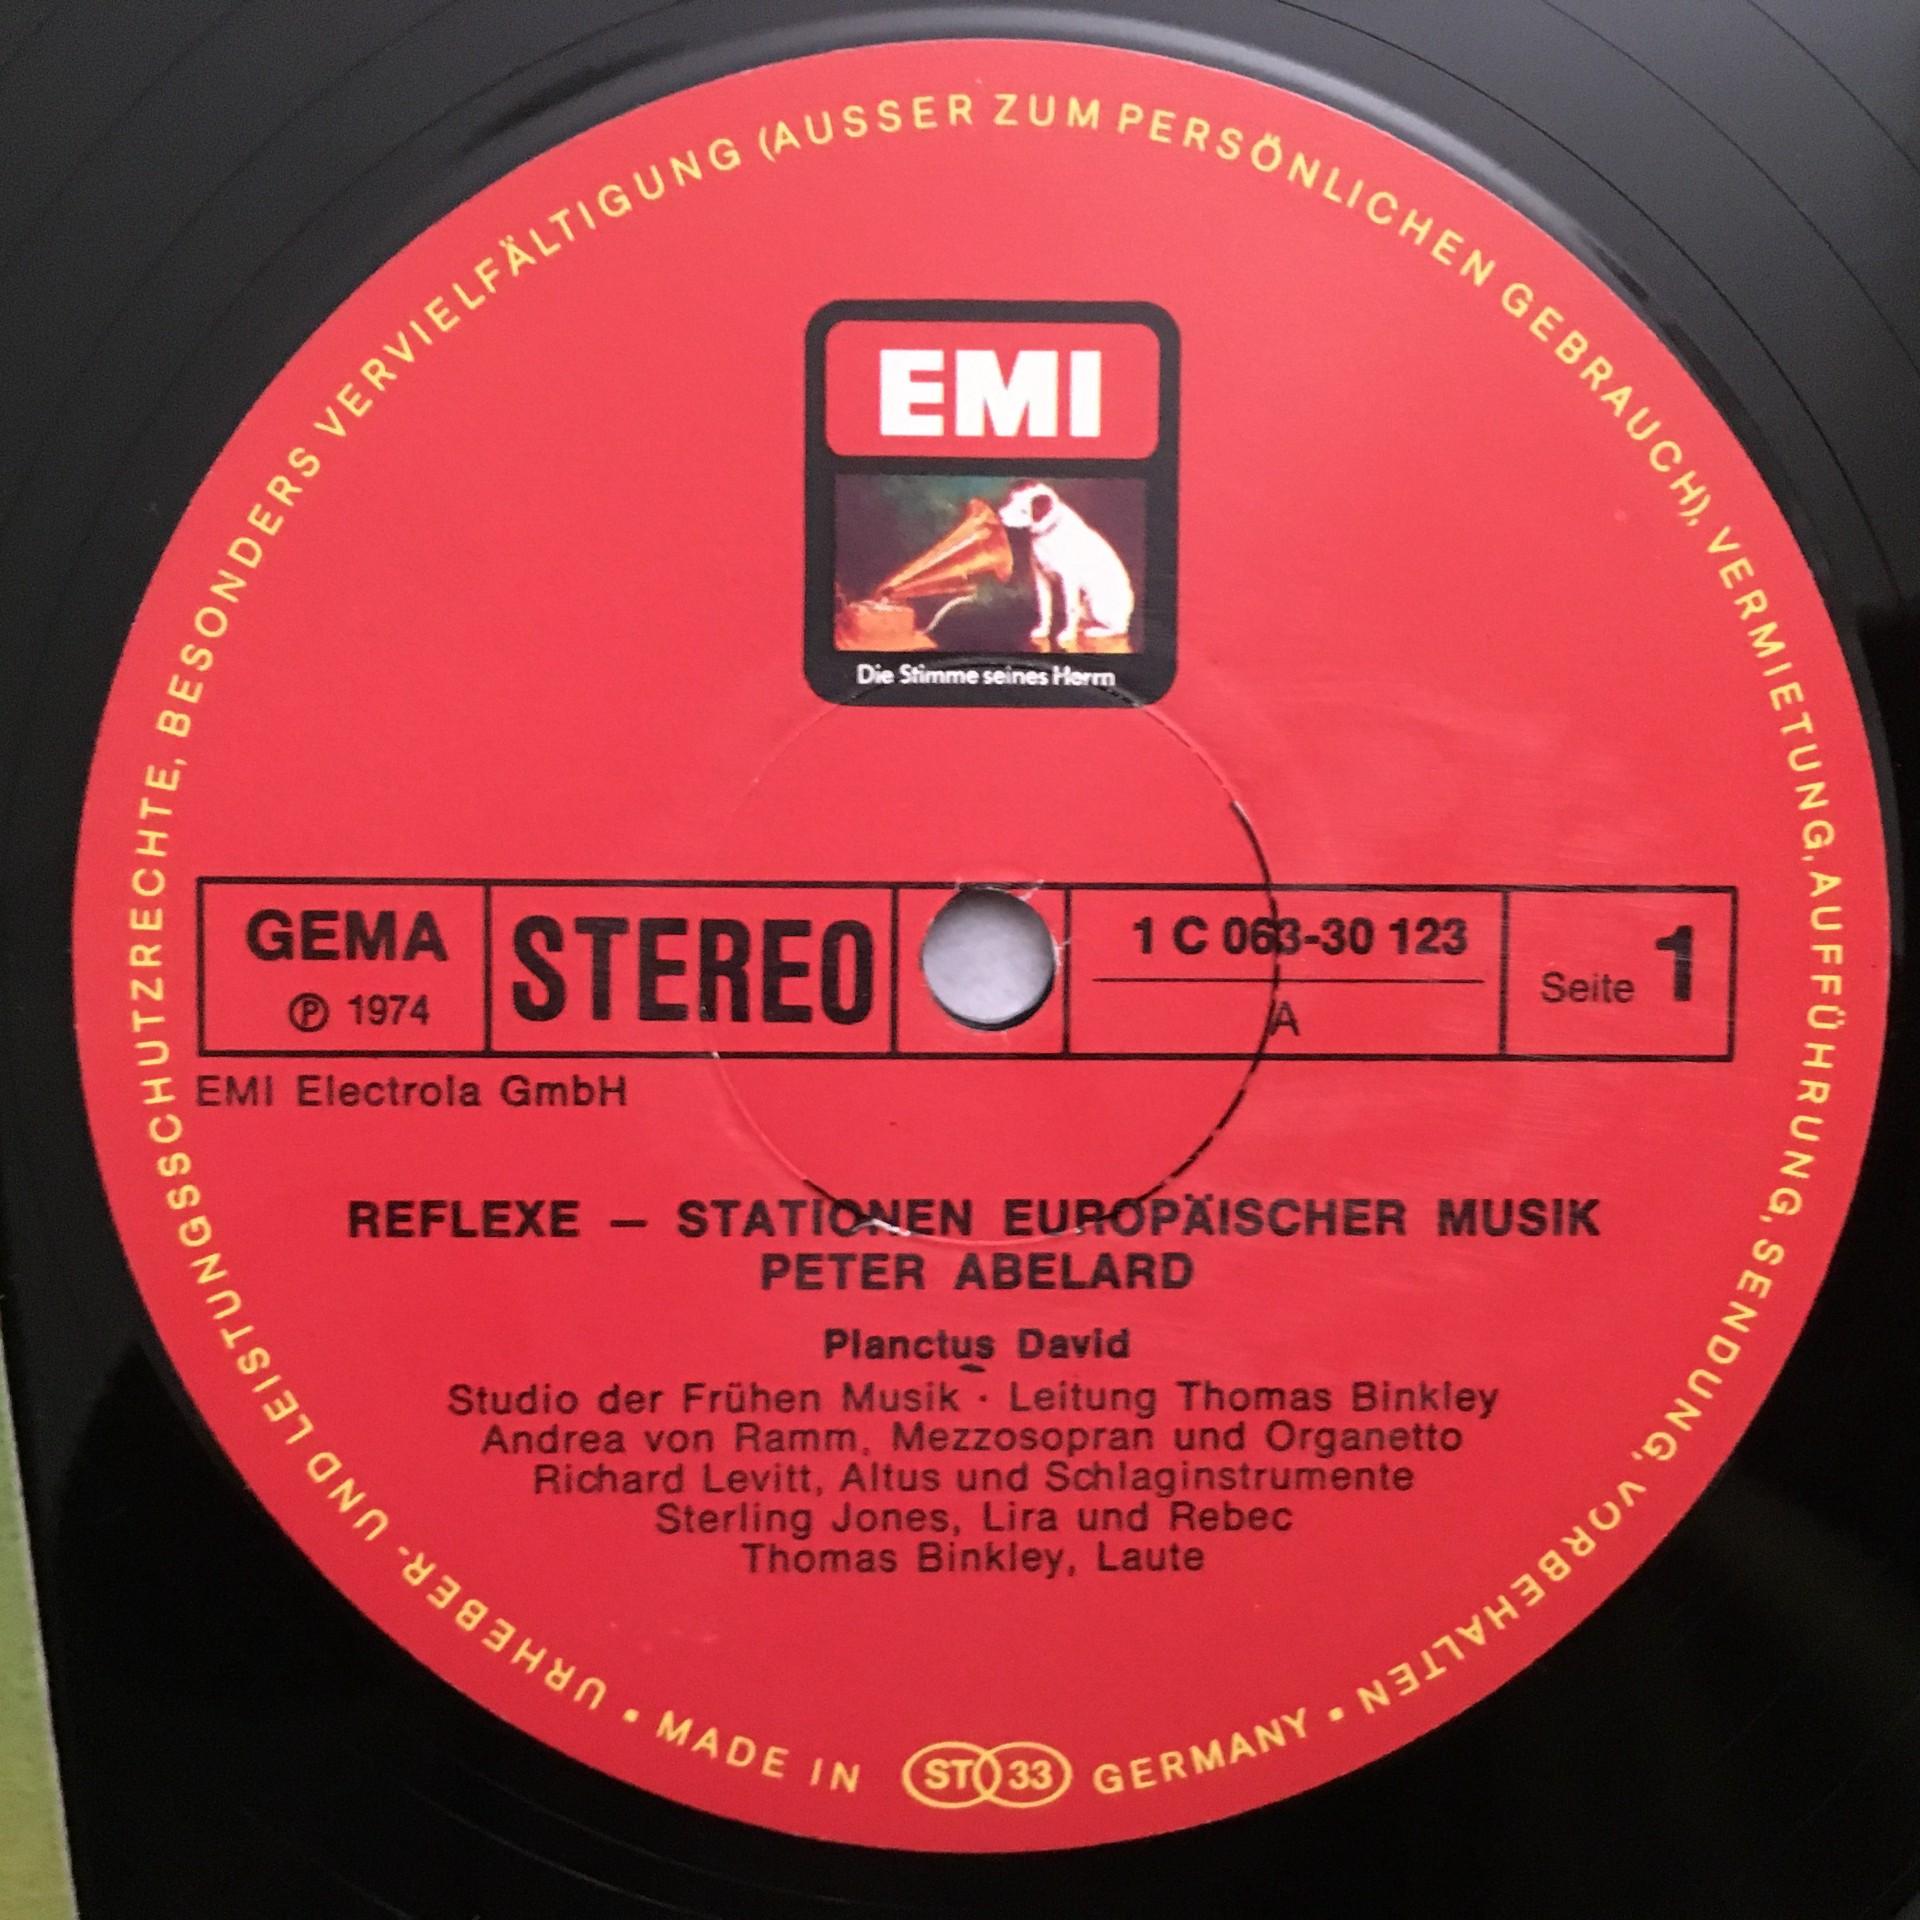 URHEBER- UND LEISTUNGSSCHUTZRECHTE, BESONDERS VERVIELFÄLTIGUNG (AUSSER ZUM PERSÖNLICHEN GEBRAUCH), VERMIETUNG, AUFFÜHRUNG, SENDUNG, VORBEHALTEN •
EMI
Die Stimme seines Herrn
GEMA
℗ 1974
STEREO
1 C 063-30 123
A
Seite 1
EMI Electrola GmbH
REFLEXE – STATIONEN EUROPÄISCHER MUSIK
PETER ABELARD
Planctus David
Studio der Frühen Musik · Leitung Thomas Binkley
Andrea von Ramm, Mezzosopran und Organetto
Richard Levitt, Altus und Schlaginstrumente
Sterling Jones, Lira und Rebec
Thomas Binkley, Laute
• MADE IN ST 33 GERMANY